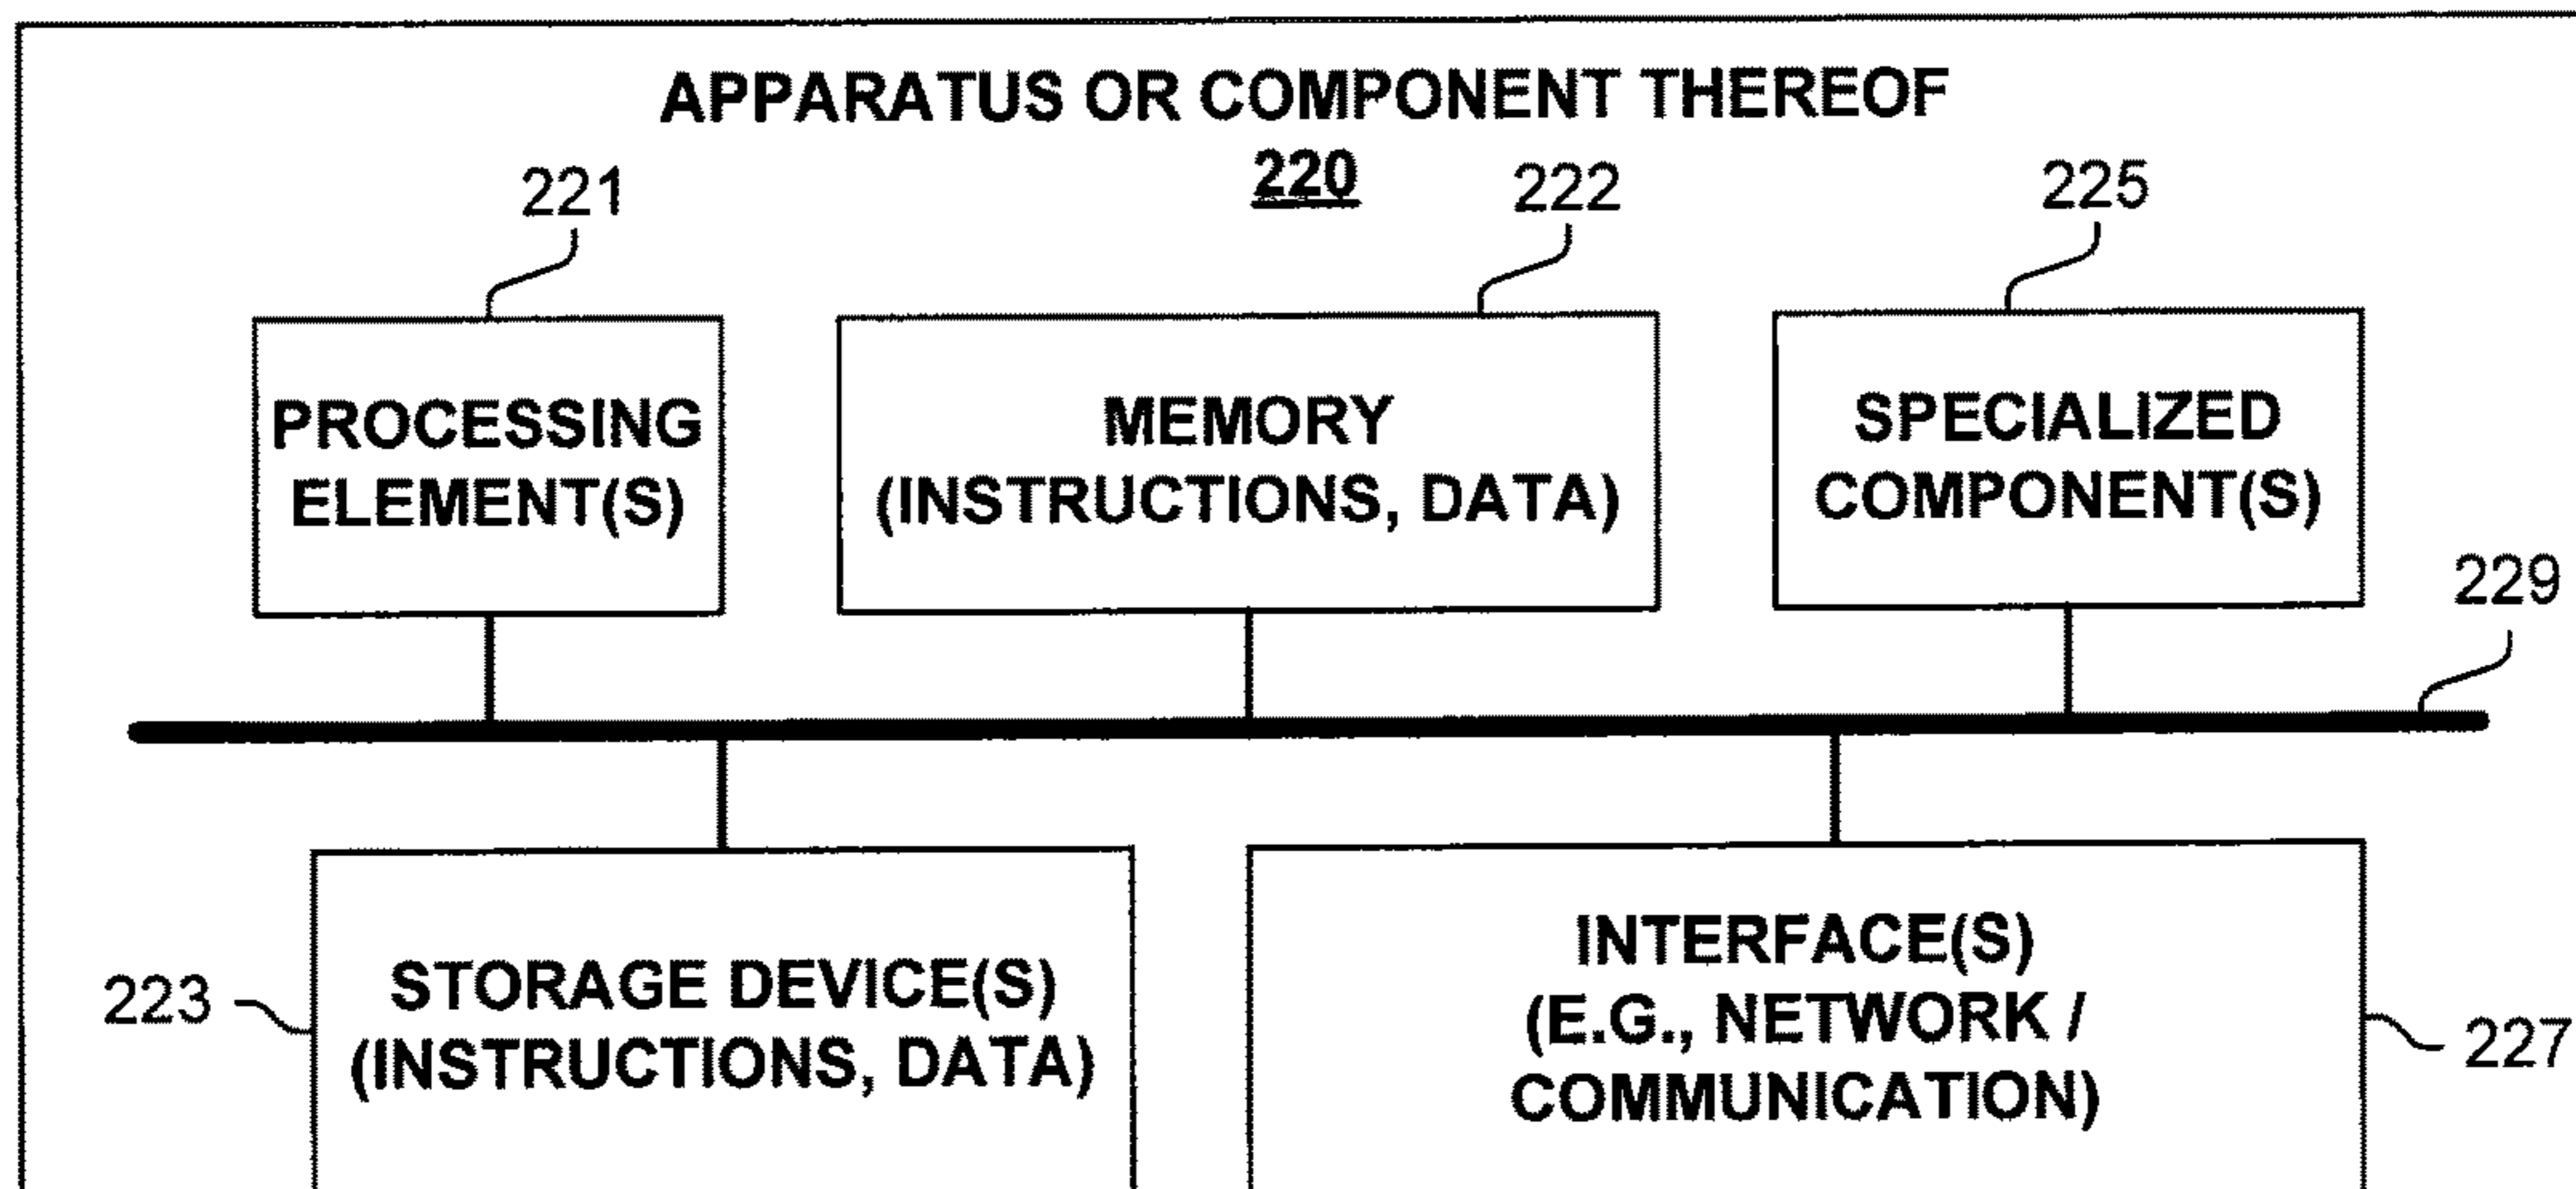 APPARATUS OR COMPONENT THEREOF
220
221
222
225
PROCESSING
ELEMENT(S)
MEMORY
(INSTRUCTIONS, DATA)
SPECIALIZED
COMPONENT(S)
229
223
STORAGE DEVICE(S)
(INSTRUCTIONS, DATA)
INTERFACE(S)
(E.G., NETWORK /
COMMUNICATION)
227